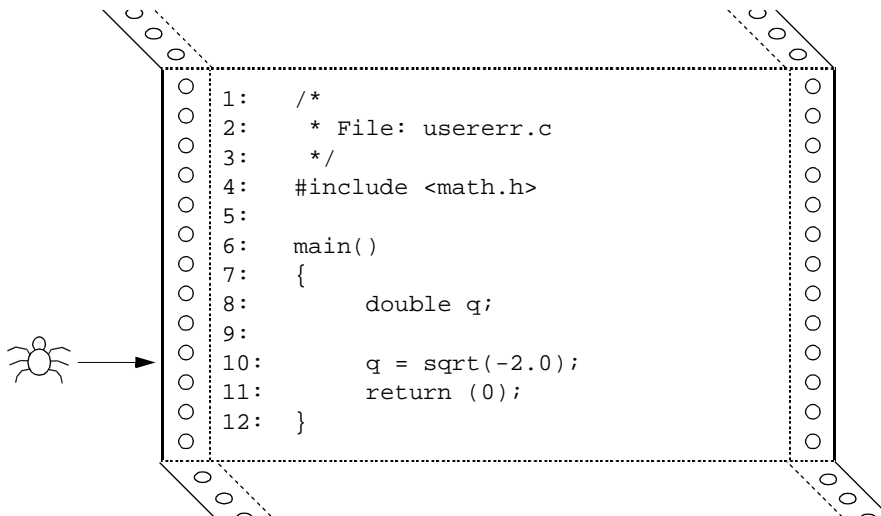 1: /*
2: * File: usererr.c
3: */
4: #include <math.h>
5:
6: main()
7: {
8: double q;
9:
10: q = sqrt(-2.0);
11: return (0);
12: }